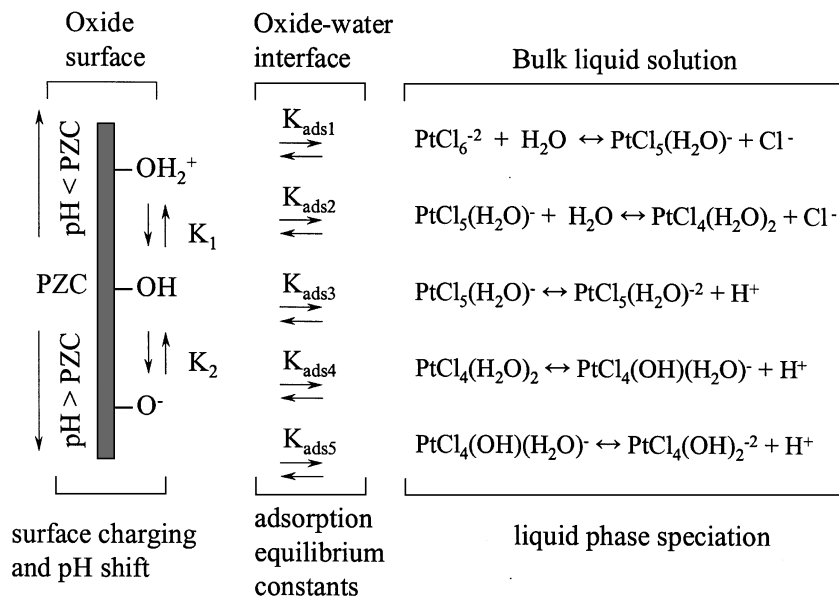 Oxide
surface
Oxide-water
interface
Bulk liquid solution
pH < PZC
PZC
pH > PZC
OH₂⁺
K₁
OH
K₂
O⁻
K_ads1
K_ads2
K_ads3
K_ads4
K_ads5
PtCl₆⁻² + H₂O ↔ PtCl₅(H₂O)⁻ + Cl⁻
PtCl₅(H₂O)⁻ + H₂O ↔ PtCl₄(H₂O)₂ + Cl⁻
PtCl₅(H₂O)⁻ ↔ PtCl₅(H₂O)⁻² + H⁺
PtCl₄(H₂O)₂ ↔ PtCl₄(OH)(H₂O)⁻ + H⁺
PtCl₄(OH)(H₂O)⁻ ↔ PtCl₄(OH)₂⁻² + H⁺
surface charging
and pH shift
adsorption
equilibrium
constants
liquid phase speciation